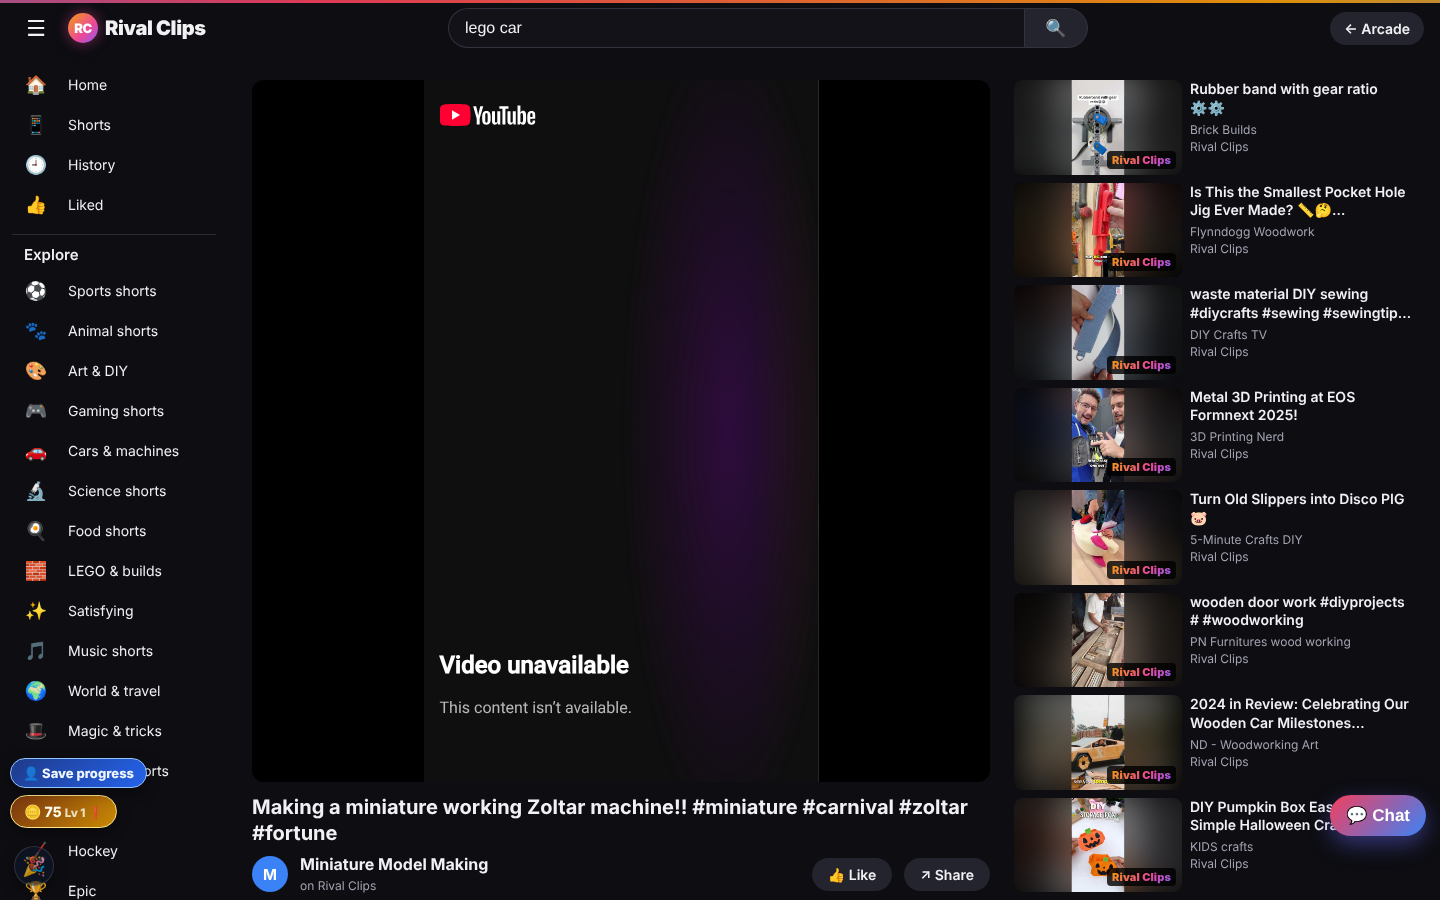 ☰ RC Rival Clips
lego car
← Arcade
Home
Shorts
History
Liked
Explore
Sports shorts
Animal shorts
Art & DIY
Gaming shorts
Cars & machines
Science shorts
Food shorts
LEGO & builds
Satisfying
Music shorts
World & travel
Magic & tricks
orts
Save progress
75 Lv 1
Hockey
Epic
YouTube
Video unavailable
This content isn't available.
Making a miniature working Zoltar machine!! #miniature #carnival #zoltar
#fortune
M
Miniature Model Making
on Rival Clips
👍 Like
↗ Share
Rival Clips
Rubber band with gear ratio
⚙️⚙️
Brick Builds
Rival Clips
Rival Clips
Is This the Smallest Pocket Hole
Jig Ever Made? 📏🤔...
Flynndogg Woodwork
Rival Clips
Rival Clips
waste material DIY sewing
#diycrafts #sewing #sewingtip...
DIY Crafts TV
Rival Clips
Rival Clips
Metal 3D Printing at EOS
Formnext 2025!
3D Printing Nerd
Rival Clips
Rival Clips
Turn Old Slippers into Disco PIG
🐷
5-Minute Crafts DIY
Rival Clips
Rival Clips
wooden door work #diyprojects
# #woodworking
PN Furnitures wood working
Rival Clips
Rival Clips
2024 in Review: Celebrating Our
Wooden Car Milestones...
ND - Woodworking Art
Rival Clips
DIY
Rival Clips
DIY Pumpkin Box Eas
Simple Halloween Cra
KIDS crafts
Rival Clips
💬 Chat